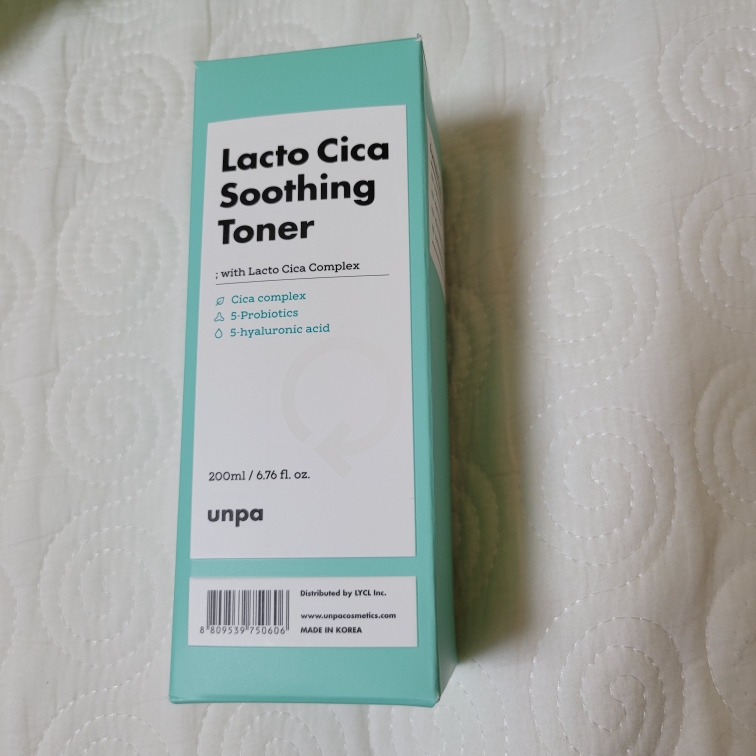 Lacto Cica
Soothing
Toner
; with Lacto Cica Complex
Cica complex
5-Probiotics
5-hyaluronic acid
200ml / 6.76 fl. oz.
unpa
Distributed by LYCL Inc.
www.unpacosmetics.com
MADE IN KOREA
8 809539 750606